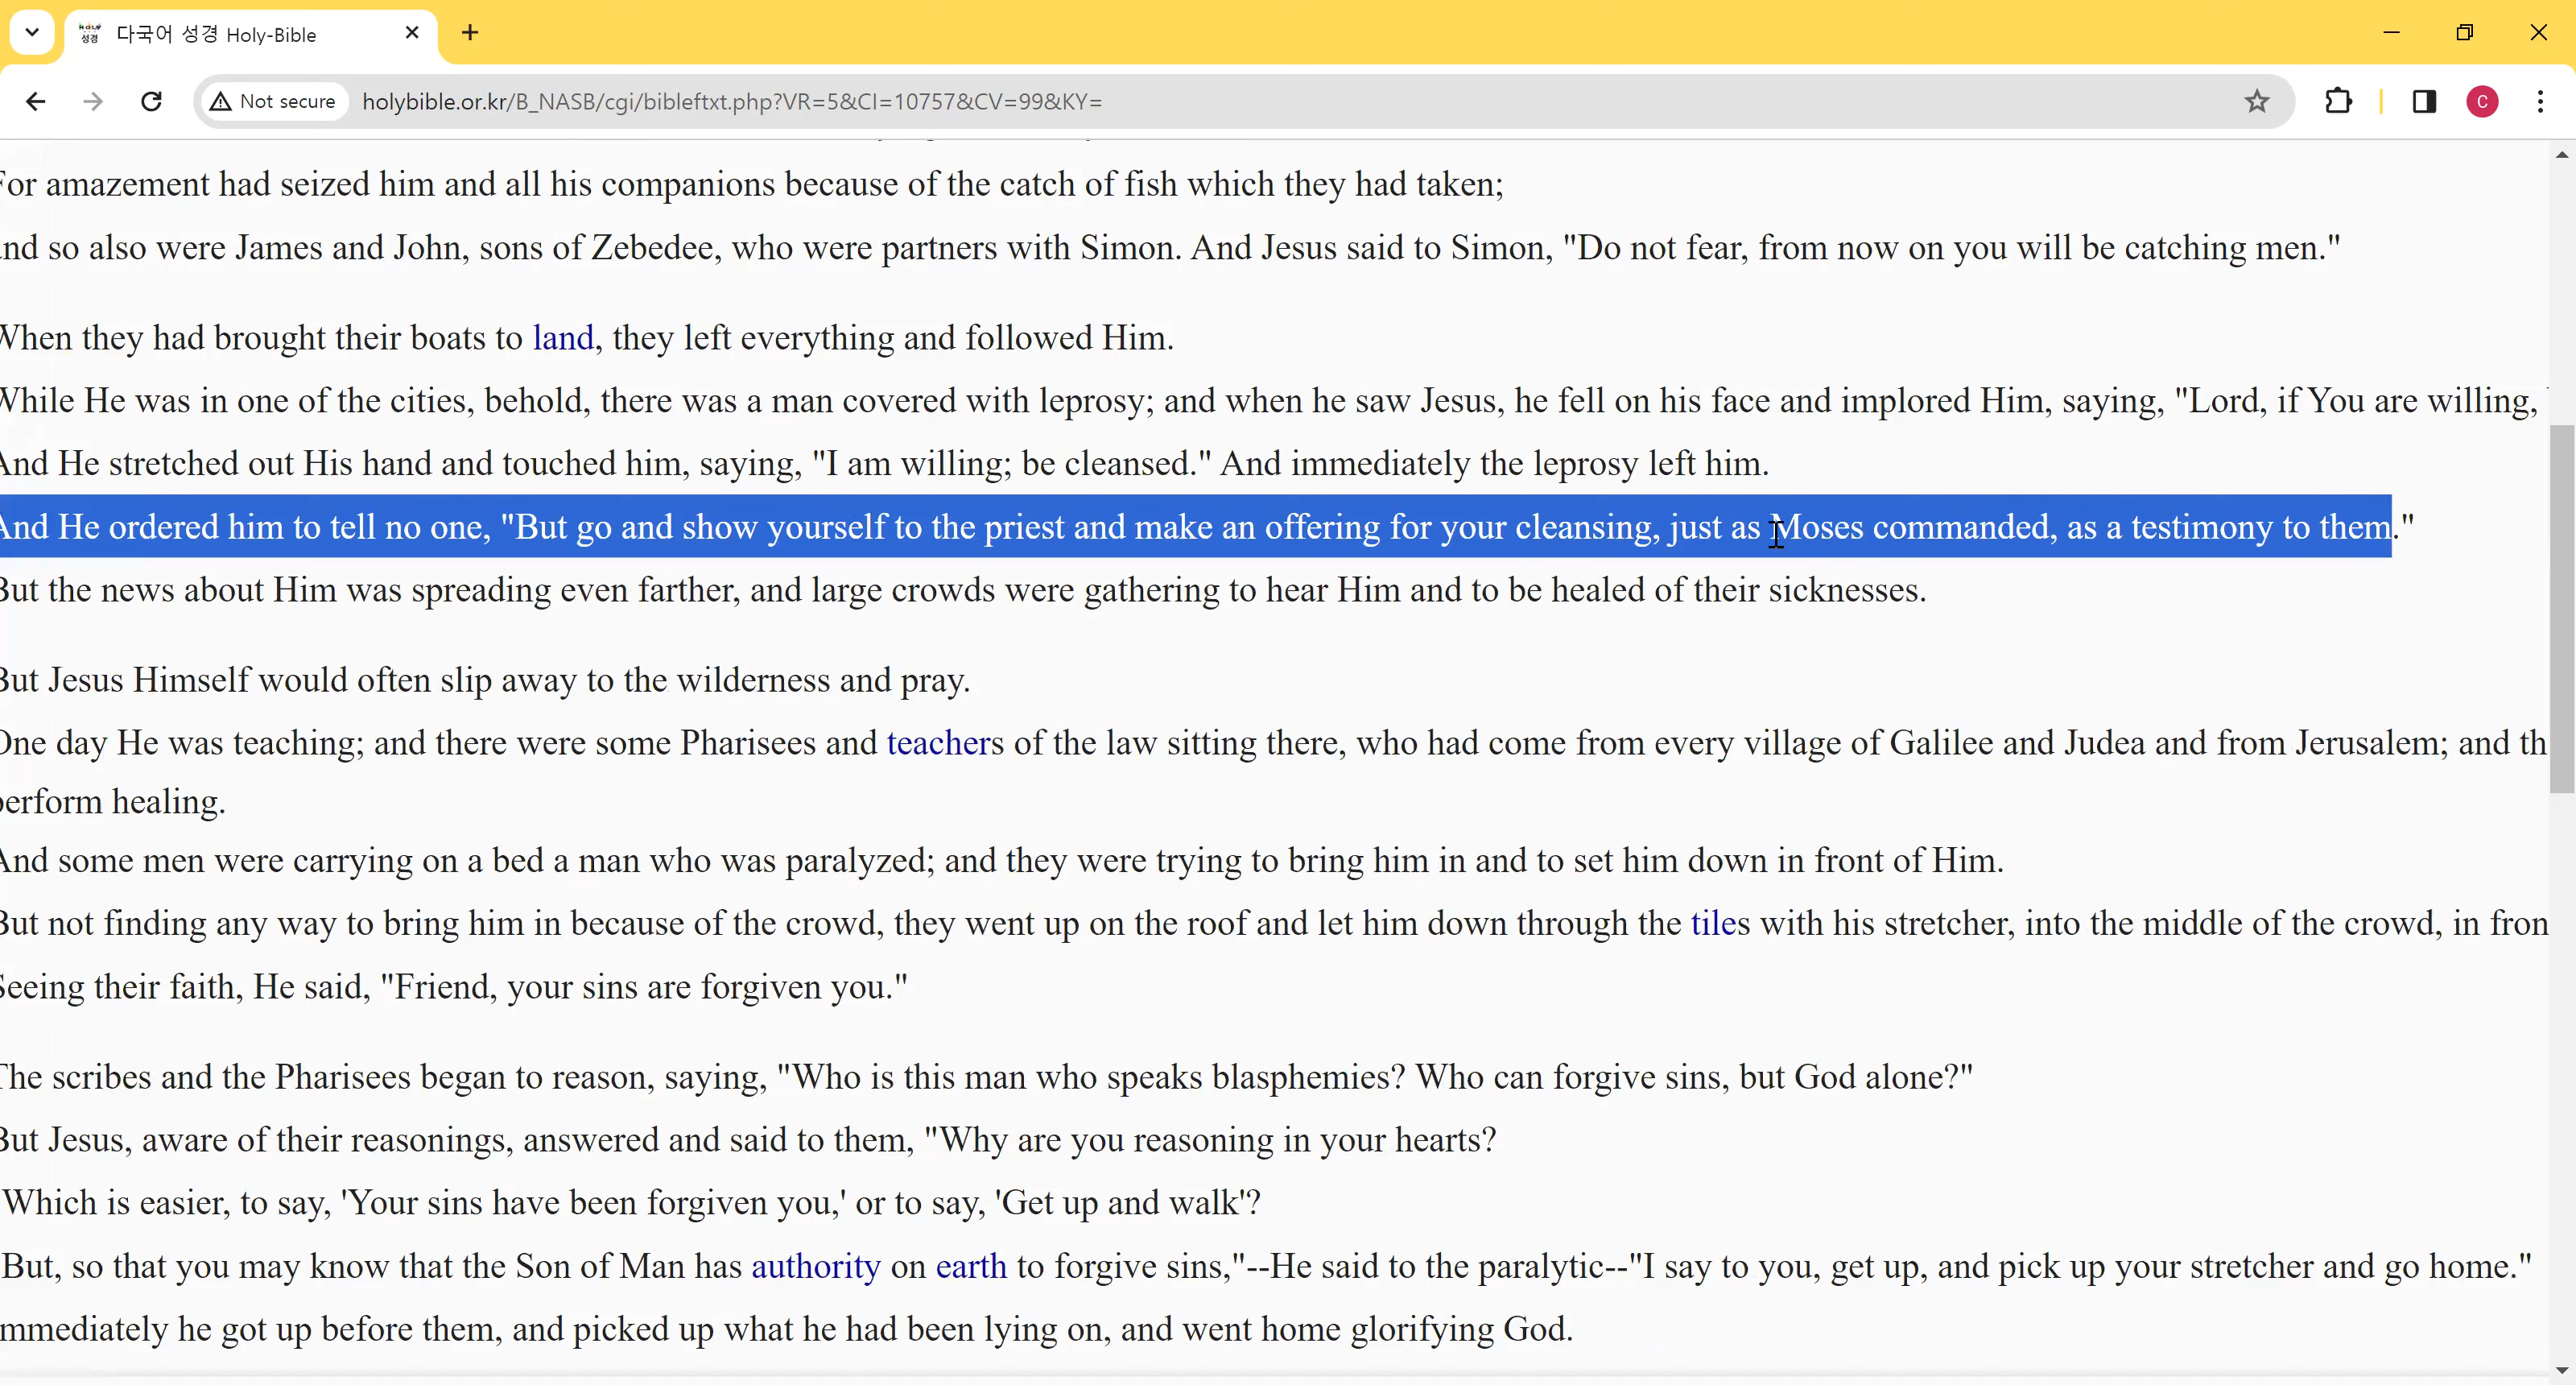 다국어 성경 Holy-Bible
Not secure
holybible.or.kr/B_NASB/cgi/bibleftxt.php?VR=5&CI=10757&CV=99&KY=
C
For amazement had seized him and all his companions because of the catch of fish which they had taken;
and so also were James and John, sons of Zebedee, who were partners with Simon. And Jesus said to Simon, "Do not fear, from now on you will be catching men."
When they had brought their boats to land, they left everything and followed Him.
While He was in one of the cities, behold, there was a man covered with leprosy; and when he saw Jesus, he fell on his face and implored Him, saying, "Lord, if You are willing,
And He stretched out His hand and touched him, saying, "I am willing; be cleansed." And immediately the leprosy left him.
And He ordered him to tell no one, "But go and show yourself to the priest and make an offering for your cleansing, just as Moses commanded, as a testimony to them."
But the news about Him was spreading even farther, and large crowds were gathering to hear Him and to be healed of their sicknesses.
But Jesus Himself would often slip away to the wilderness and pray.
One day He was teaching; and there were some Pharisees and teachers of the law sitting there, who had come from every village of Galilee and Judea and from Jerusalem; and th
perform healing.
And some men were carrying on a bed a man who was paralyzed; and they were trying to bring him in and to set him down in front of Him.
But not finding any way to bring him in because of the crowd, they went up on the roof and let him down through the tiles with his stretcher, into the middle of the crowd, in fron
Seeing their faith, He said, "Friend, your sins are forgiven you."
The scribes and the Pharisees began to reason, saying, "Who is this man who speaks blasphemies? Who can forgive sins, but God alone?"
But Jesus, aware of their reasonings, answered and said to them, "Why are you reasoning in your hearts?
Which is easier, to say, 'Your sins have been forgiven you,' or to say, 'Get up and walk'?
But, so that you may know that the Son of Man has authority on earth to forgive sins,"--He said to the paralytic--"I say to you, get up, and pick up your stretcher and go home."
mmediately he got up before them, and picked up what he had been lying on, and went home glorifying God.